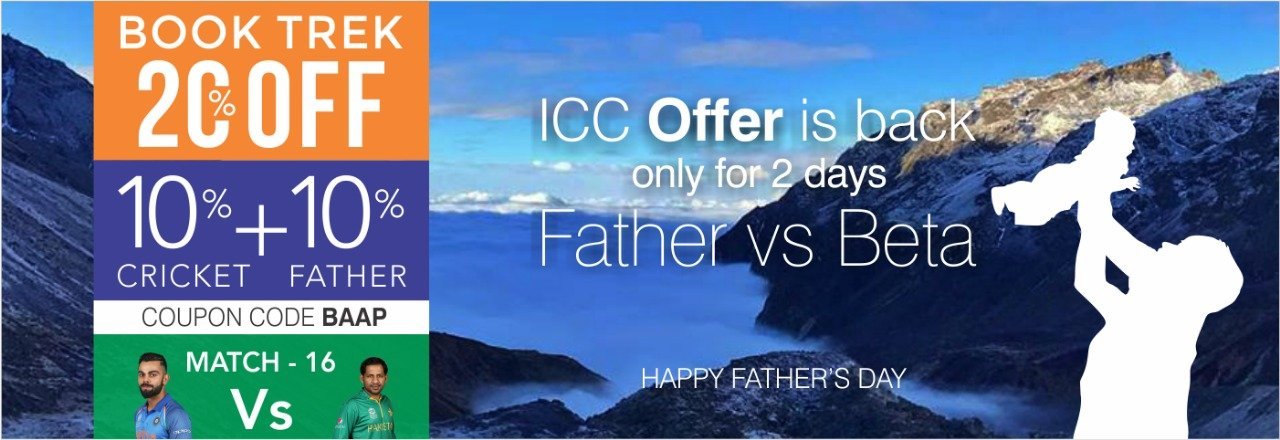 BOOK TREK
20% OFF
10% + 10%
CRICKET FATHER
COUPON CODE BAAP
MATCH - 16
Vs
PAKISTAN
ICC Offer is back
only for 2 days
Father vs Beta
HAPPY FATHER'S DAY